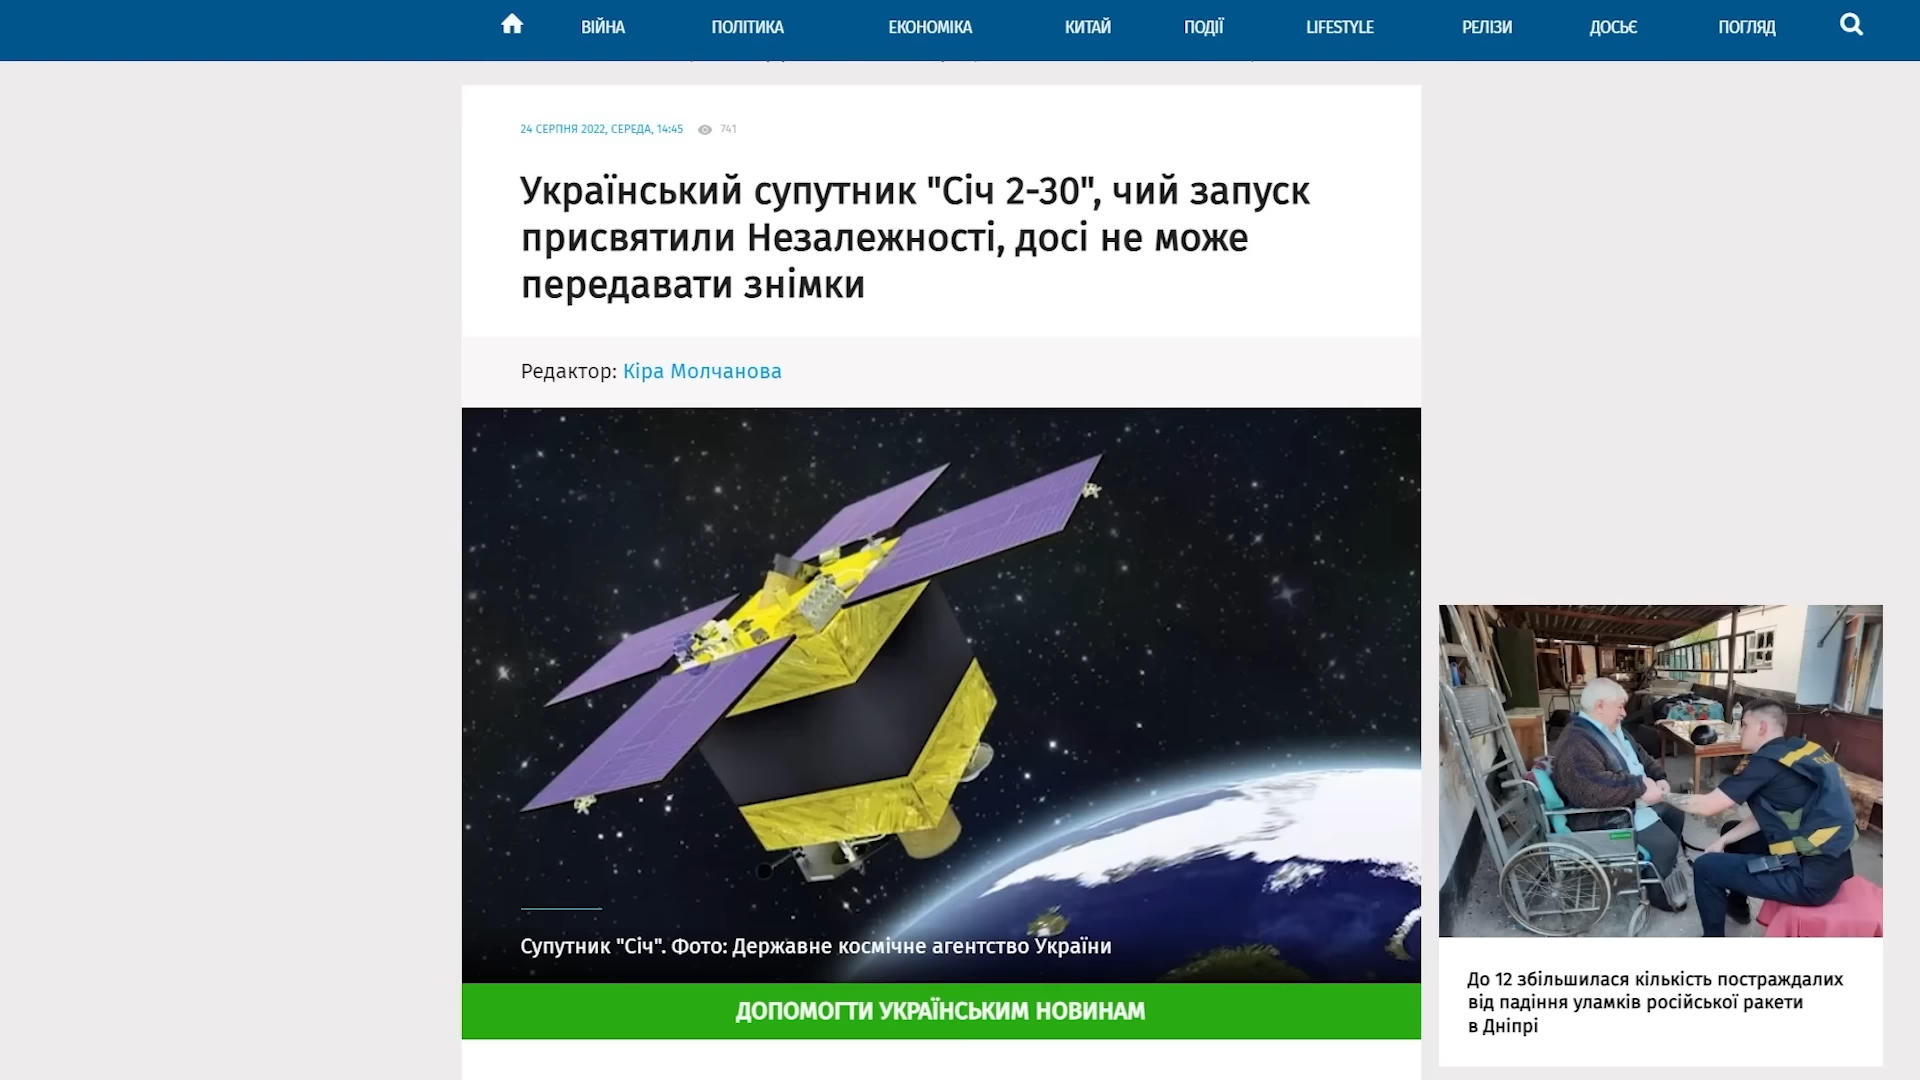 ВІЙНА ПОЛІТИКА ЕКОНОМІКА КИТАЙ ПОДІЇ LIFESTYLE РЕЛІЗИ ДОСЬЄ ПОГЛЯД
24 СЕРПНЯ 2022, СЕРЕДА, 14:45 741
Український супутник "Січ 2-30", чий запуск
присвятили Незалежності, досі не може
передавати знімки
Редактор: Кіра Молчанова
Супутник "Січ". Фото: Державне космічне агентство України
ДОПОМОГТИ УКРАЇНСЬКИМ НОВИНАМ
До 12 збільшилася кількість постраждалих
від падіння уламків російської ракети
в Дніпрі